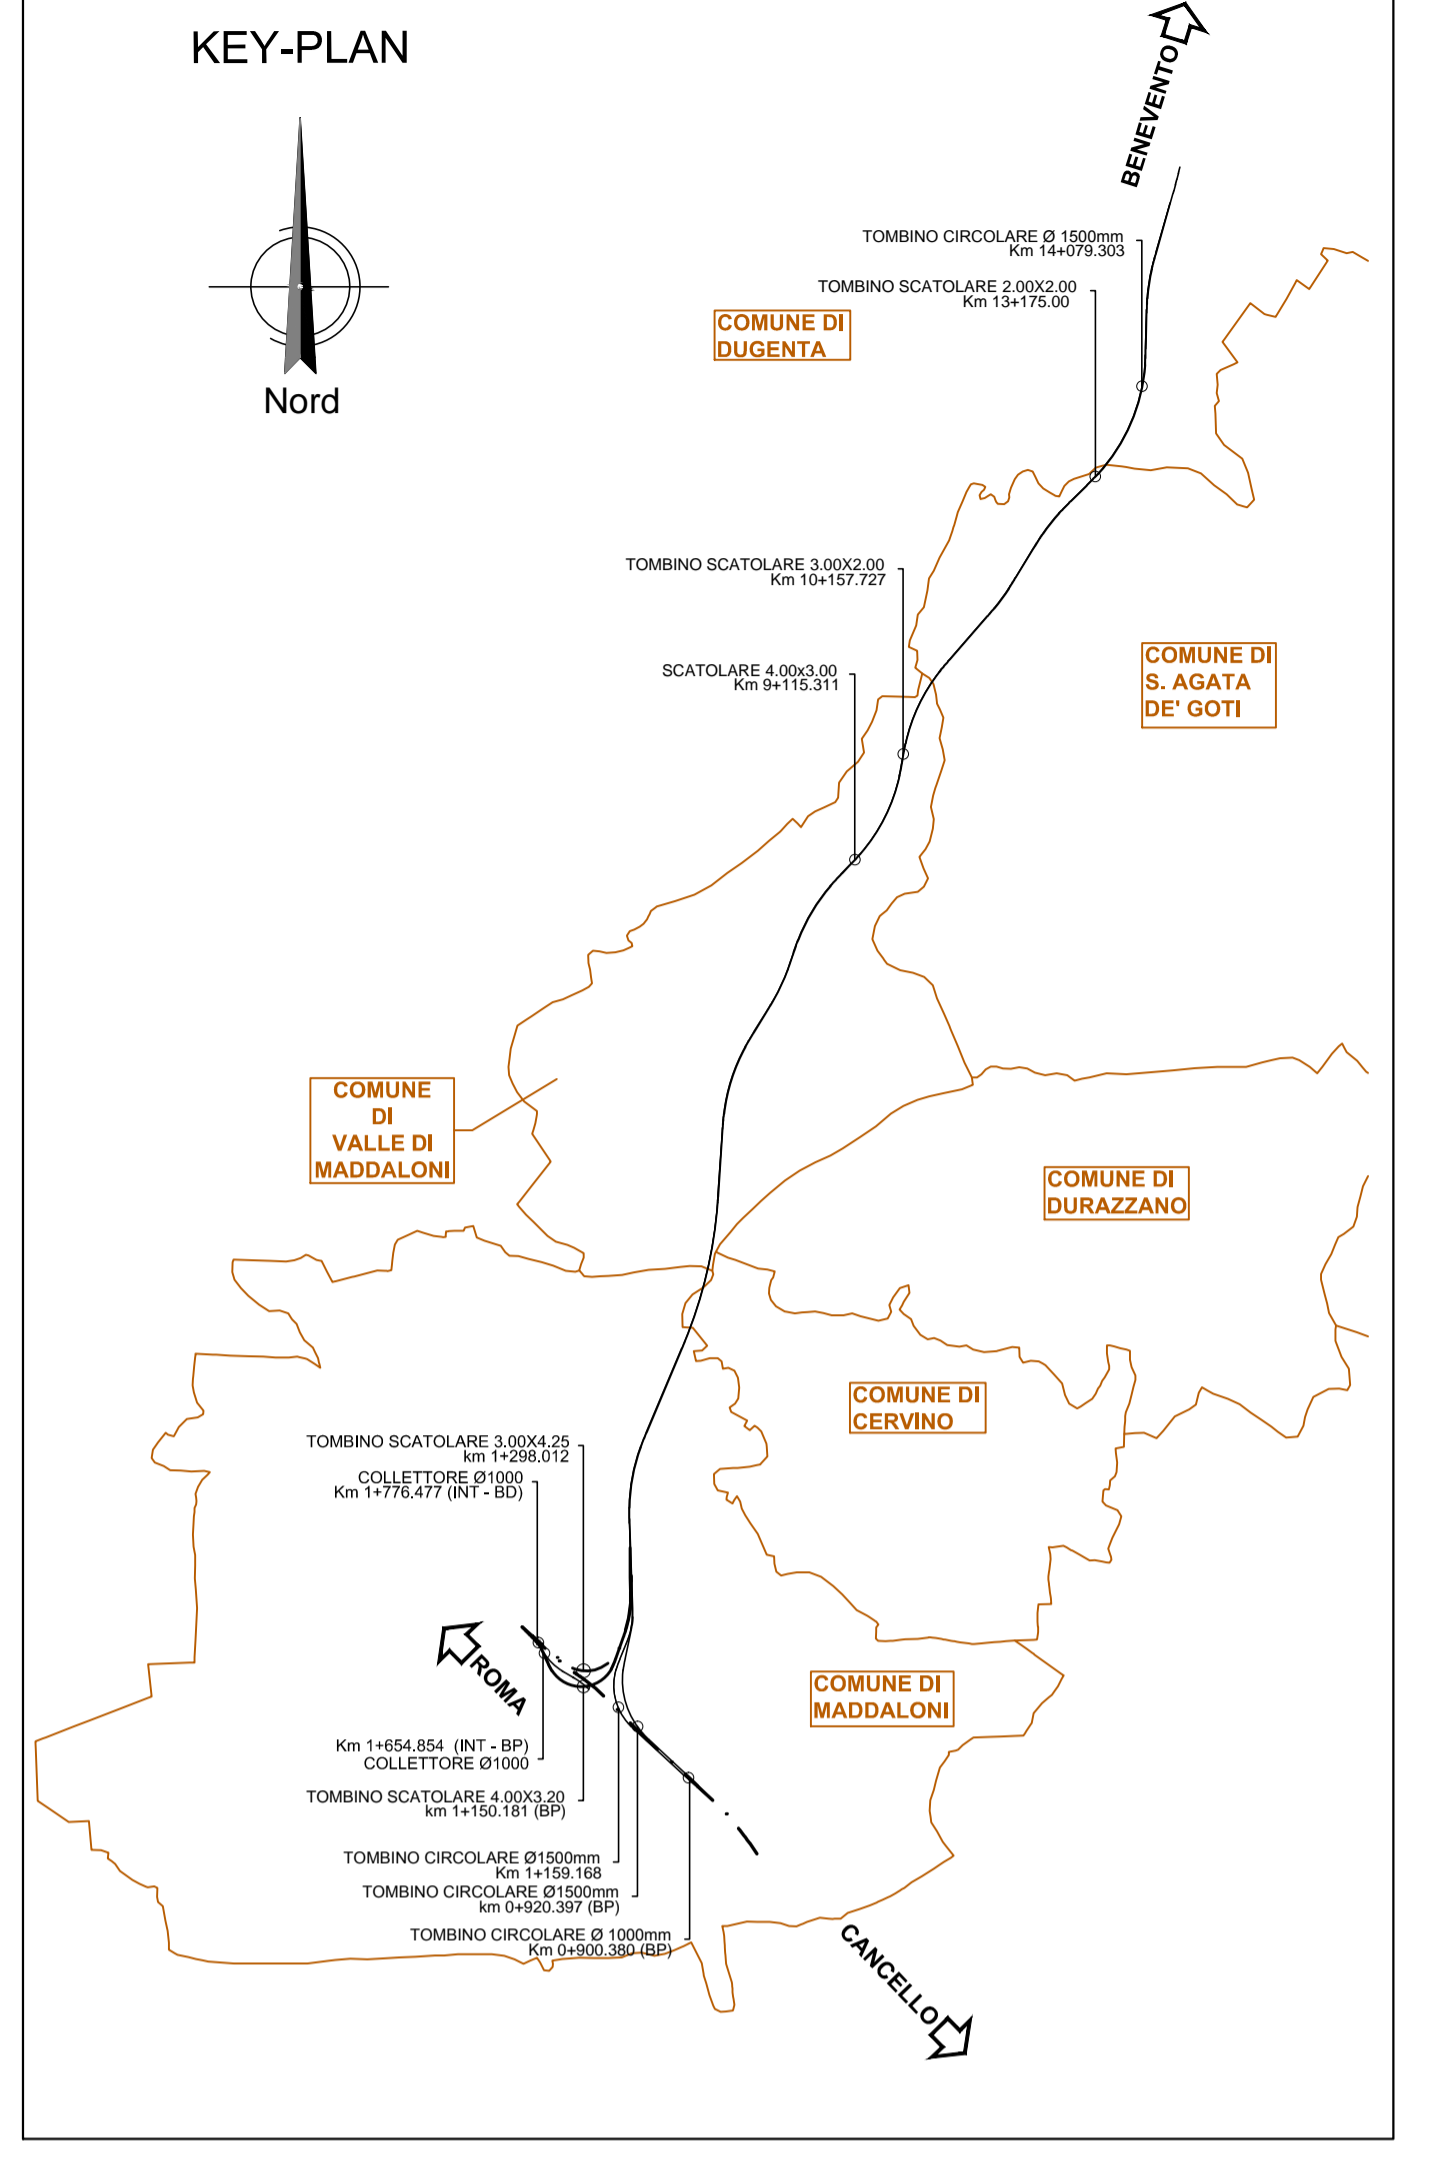 KEY-PLAN
Nord
BENEVENTO
TOMBINO CIRCOLARE Ø 1500mm
Km 14+079.303
TOMBINO SCATOLARE 2.00X2.00
Km 13+175.00
COMUNE DI
DUGENTA
TOMBINO SCATOLARE 3.00X2.00
Km 10+157.727
SCATOLARE 4.00x3.00
Km 9+115.311
COMUNE DI
S. AGATA
DE' GOTI
COMUNE
DI
VALLE DI
MADDALONI
COMUNE DI
DURAZZANO
COMUNE DI
CERVINO
TOMBINO SCATOLARE 3.00X4.25
km 1+298.012
COLLETTORE Ø1000
Km 1+776.477 (INT - BD)
ROMA
COMUNE DI
MADDALONI
Km 1+654.854  (INT - BP)
COLLETTORE Ø1000
TOMBINO SCATOLARE 4.00X3.20
km 1+150.181 (BP)
TOMBINO CIRCOLARE Ø1500mm
Km 1+159.168
TOMBINO CIRCOLARE Ø1500mm
km 0+920.397 (BP)
TOMBINO CIRCOLARE Ø 1000mm
Km 0+900.380 (BP)
CANCELLO